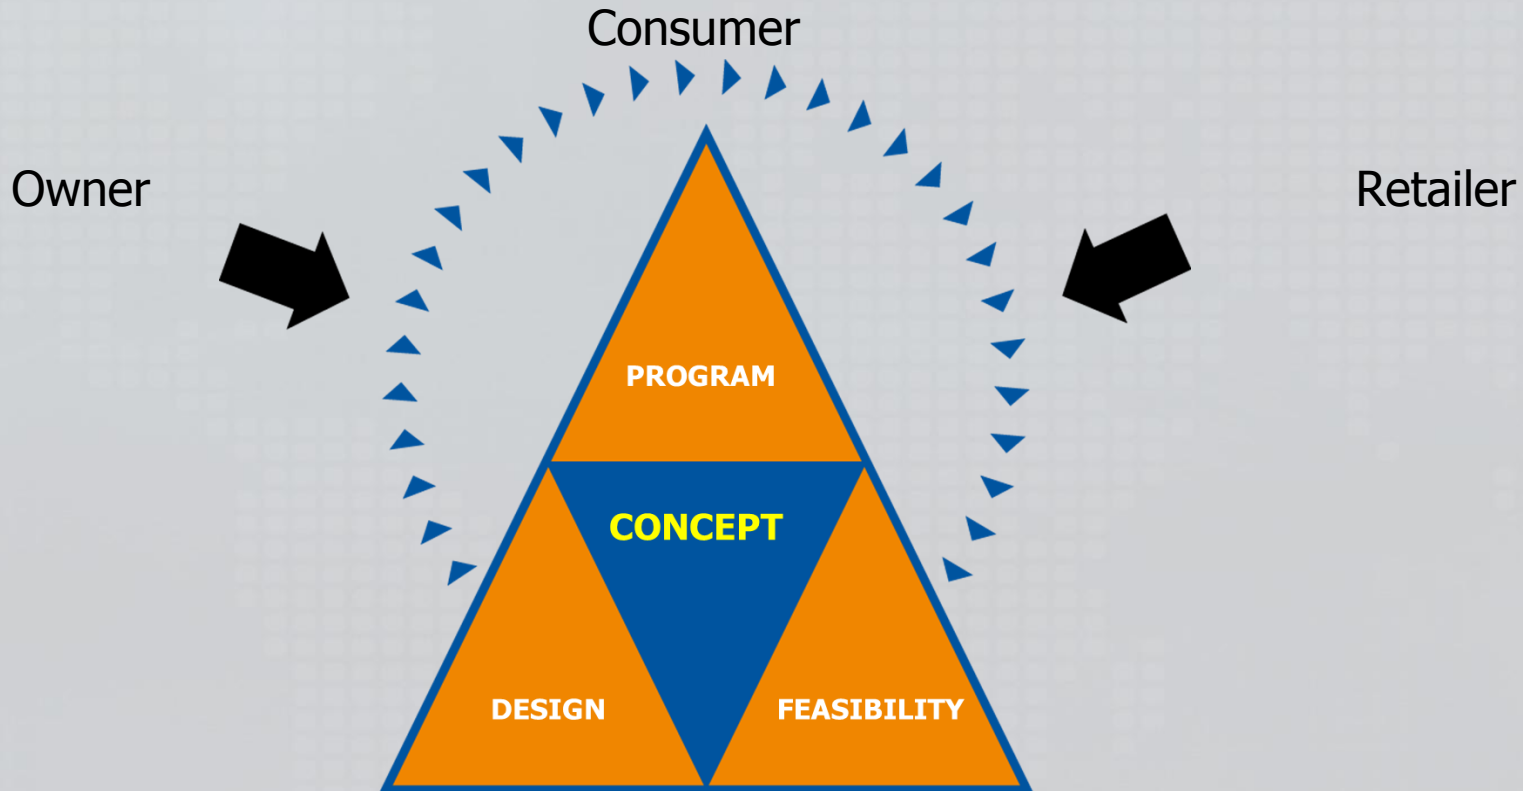 Consumer
Owner
Retailer
PROGRAM
CONCEPT
DESIGN
FEASIBILITY